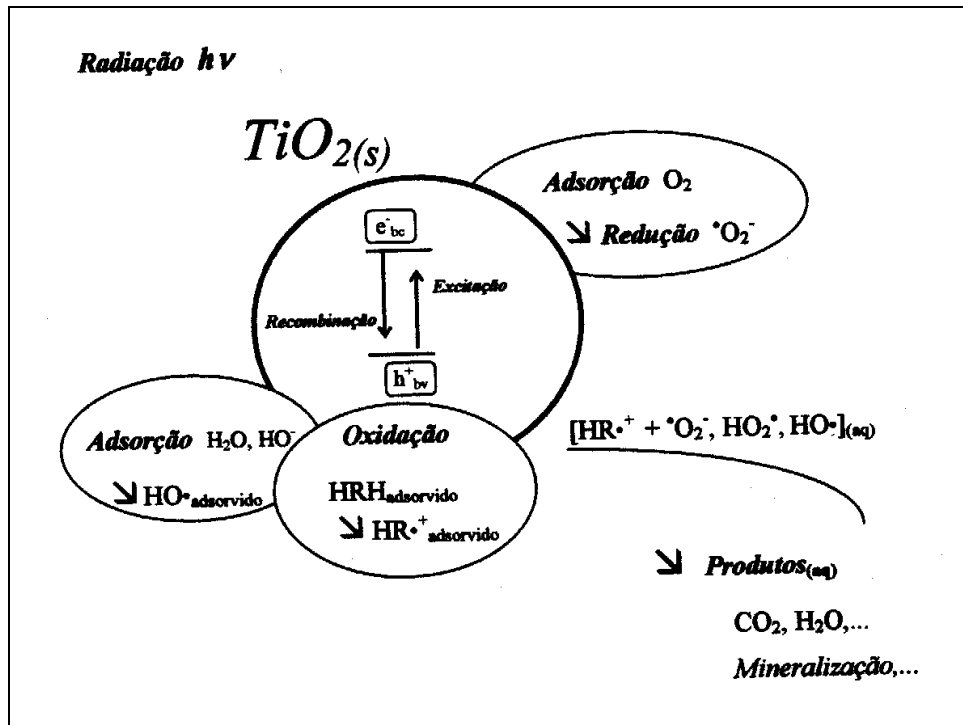 Radiação hν
TiO2(s)
Adsorção O2
↘ Redução •O2-
e-bc
Excitação
Recombinação
h+bv
Adsorção H2O, HO-
↘ HO•adsorvido
Oxidação
HRHadsorvido
↘ HR•+adsorvido
[HR•+ + •O2-, HO2•, HO•](aq)
↘ Produtos(aq)
CO2, H2O,...
Mineralização,...